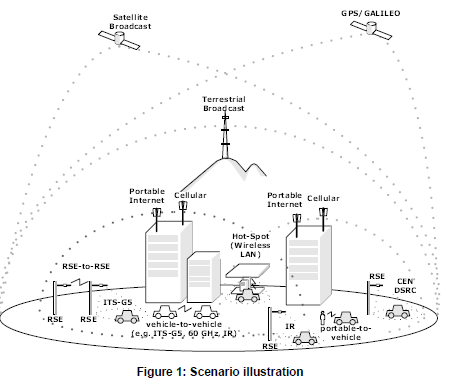 Satellite
Broadcast
GPS/GALILEO
Terrestrial
Broadcast
Portable
Internet
Cellular
Portable
Internet
Cellular
Hot-Spot
(Wireless
LAN)
RSE-to-RSE
RSE
RSE
ITS-G5
vehicle-to-vehicle
(e.g. ITS-G5, 60 GHz, IR)
RSE
IR
portable-to-
vehicle
RSE
CEN
DSRC
Figure 1: Scenario illustration